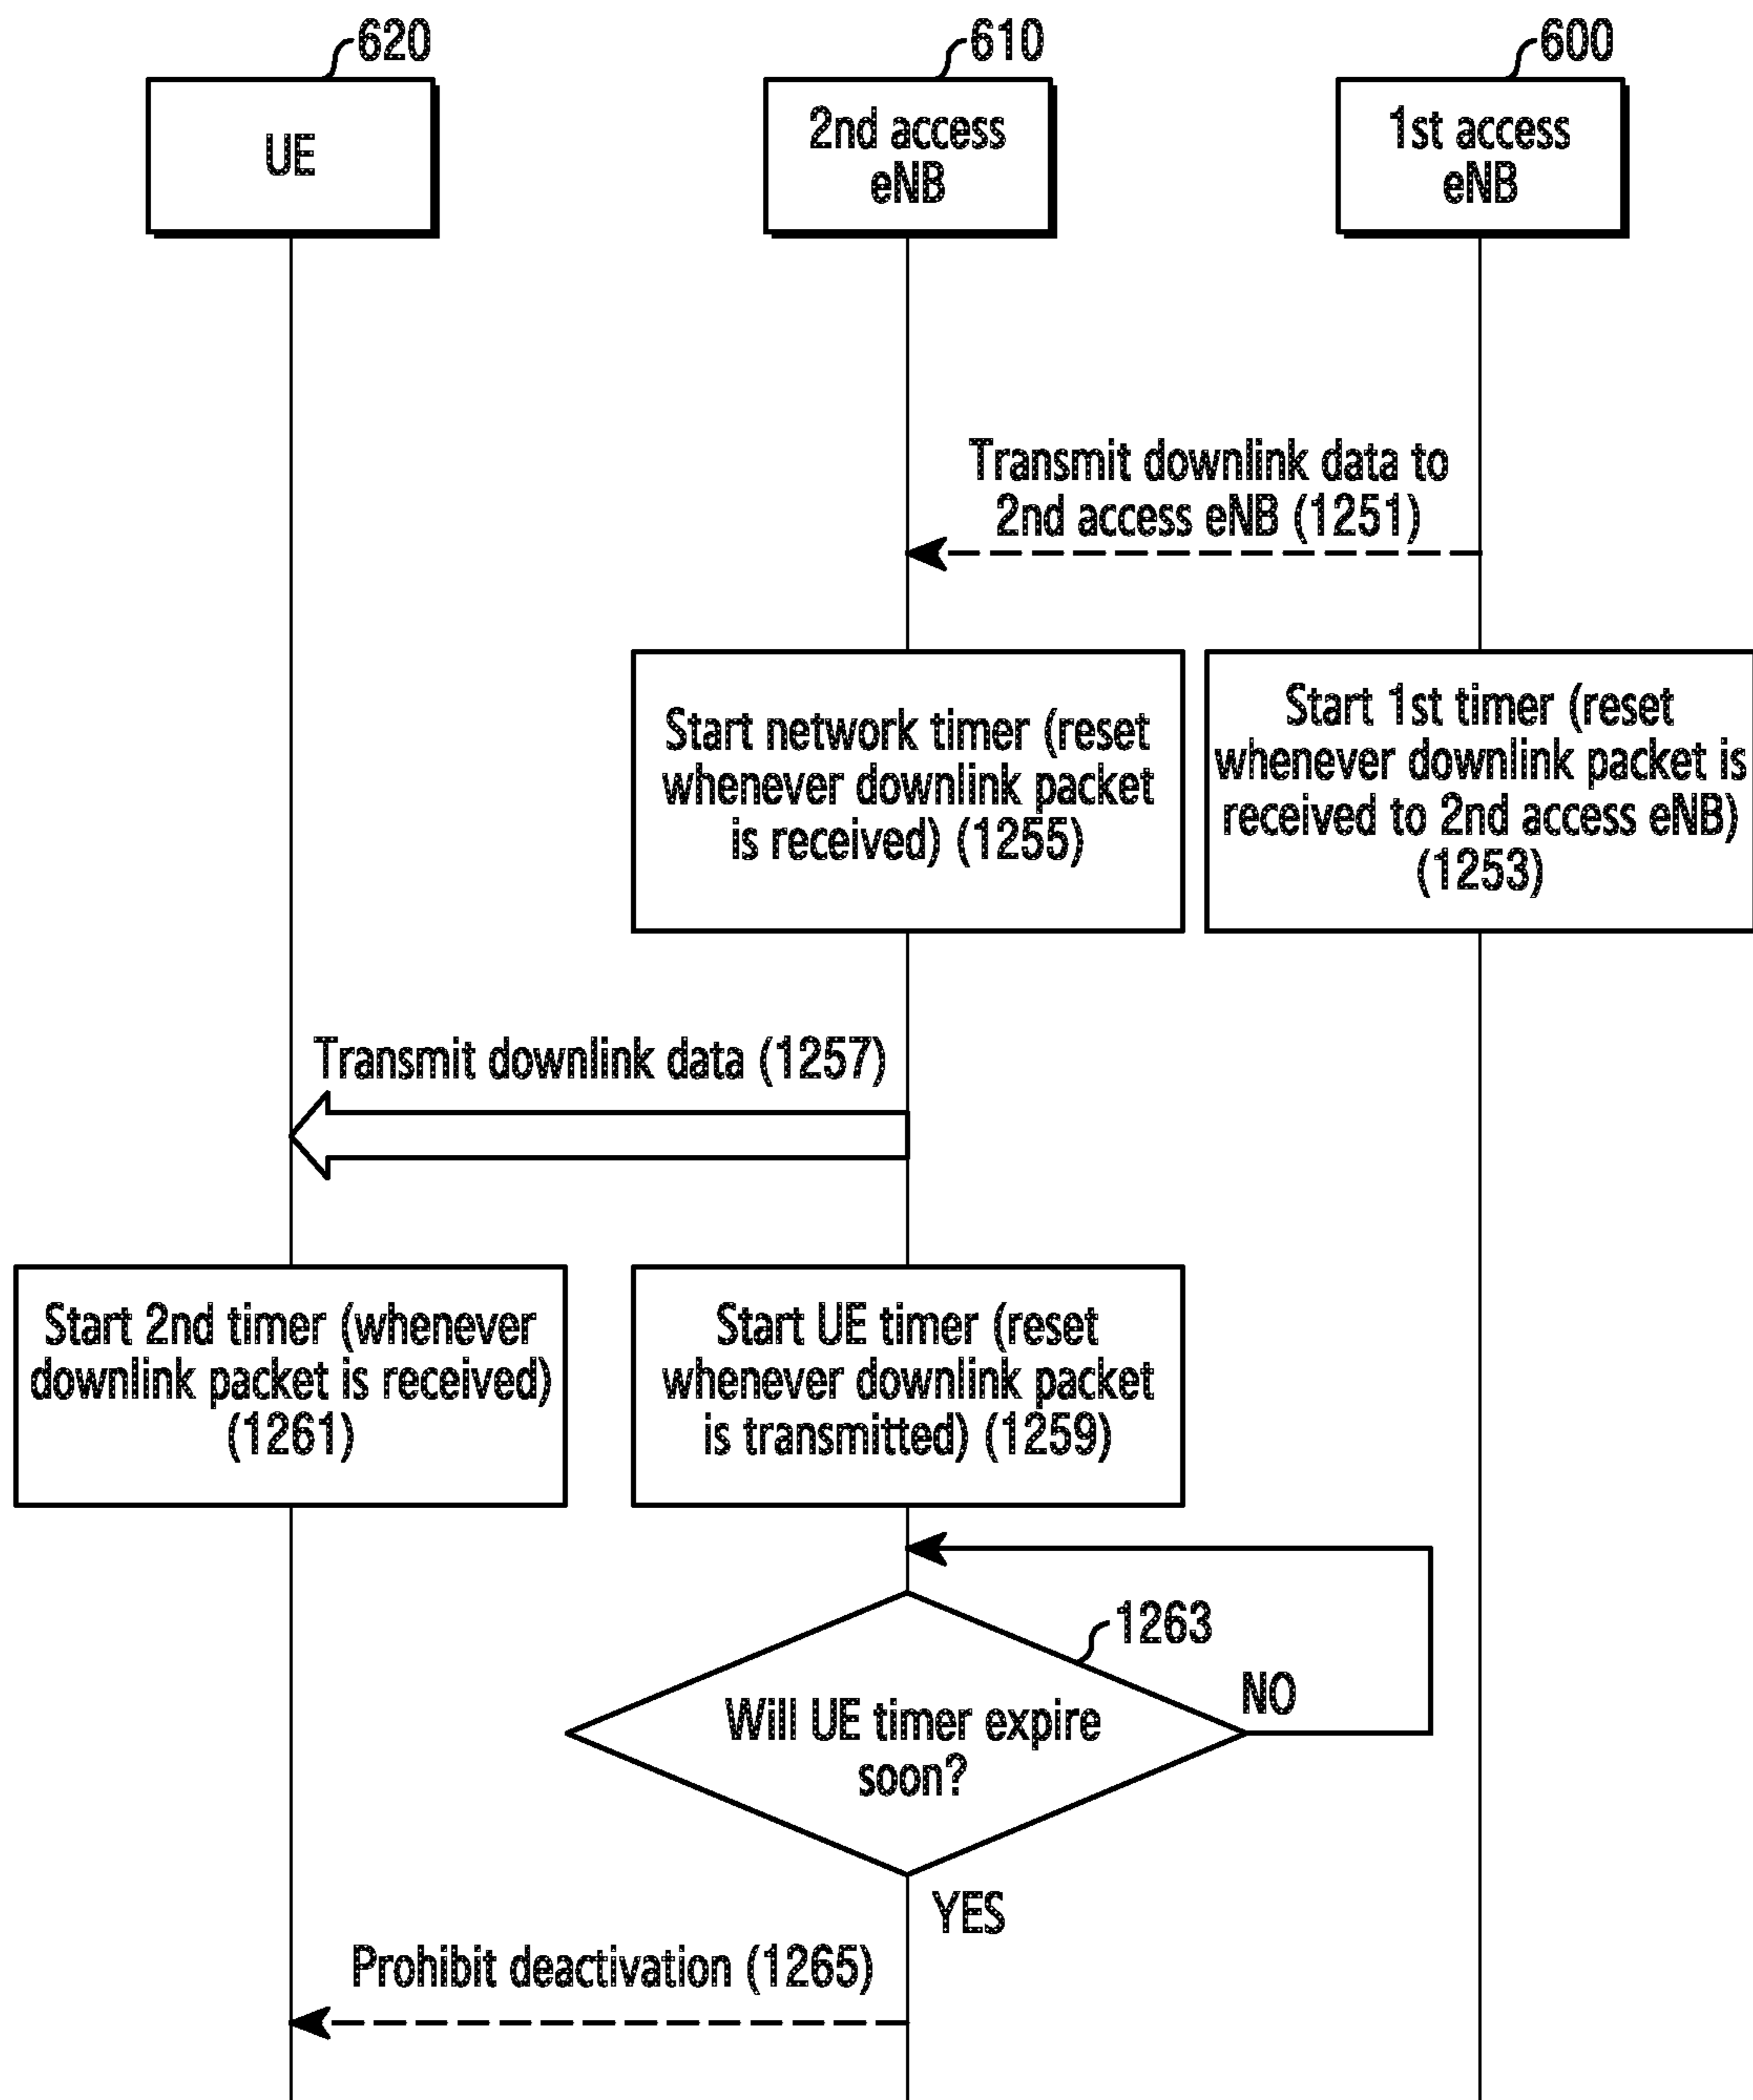 620
610
600
UE
2nd access
eNB
1st access
eNB
Transmit downlink data to
2nd access eNB (1251)
Start network timer (reset
whenever downlink packet
is received) (1255)
Start 1st timer (reset
whenever downlink packet is
received to 2nd access eNB)
(1253)
Transmit downlink data (1257)
Start 2nd timer (whenever
downlink packet is received)
(1261)
Start UE timer (reset
whenever downlink packet
is transmitted) (1259)
1263
NO
Will UE timer expire
soon?
YES
Prohibit deactivation (1265)